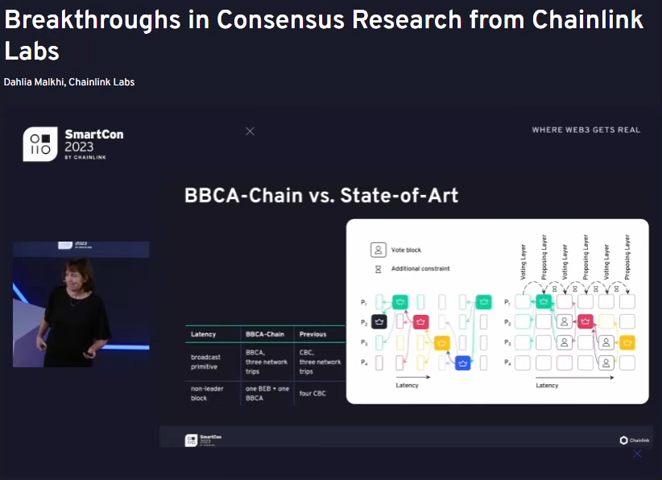 Breakthroughs in Consensus Research from Chainlink
Labs
Dahlia Malkhi, Chainlink Labs
SmartCon
2023
BY CHAINLINK
WHERE WEB3 GETS REAL
BBCA-Chain vs. State-of-Art
Latency BBCA-Chain Previous
broadcast primitive BBCA, three network trips CBC, three network trips
non-leader block one BEB + one BBCA four CBC
Vote block
Additional constraint
P1
P2
P3
P4
Latency
Voting Layer
Proposing Layer
Voting Layer
Proposing Layer
Voting Layer
Proposing Layer
P1
P2
P3
P4
Latency
SmartCon
2023
Chainlink